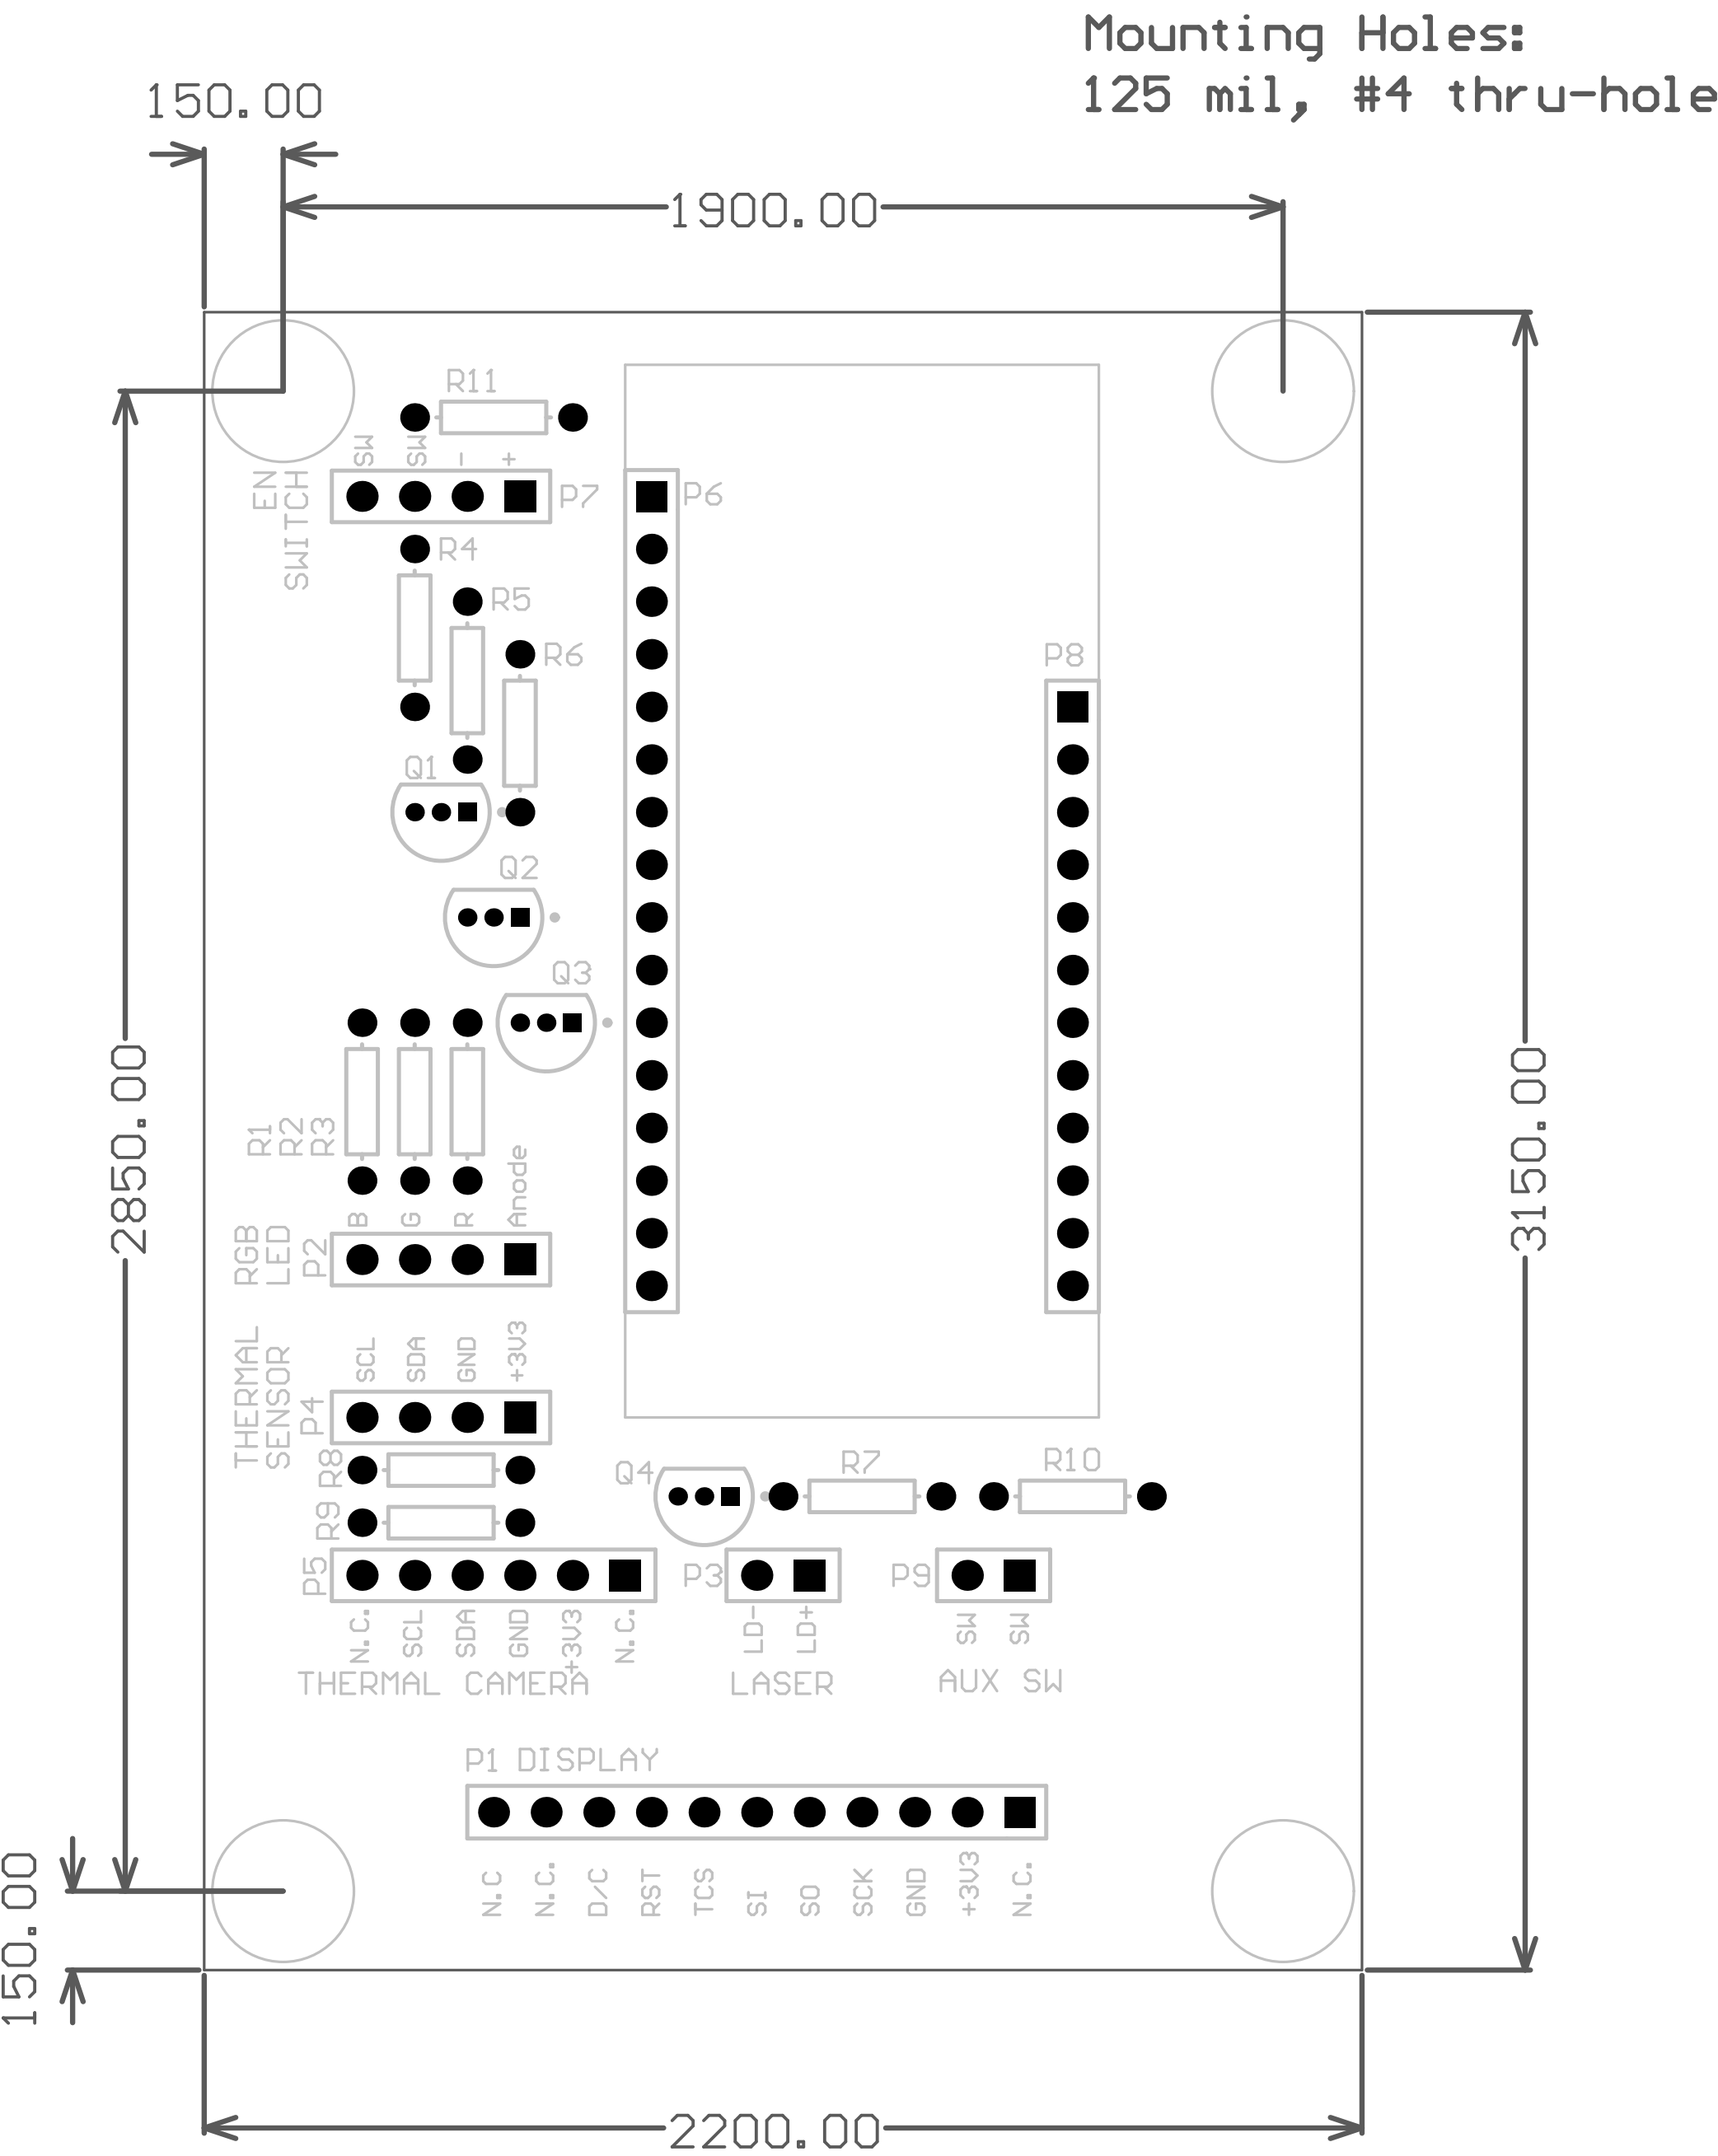 Mounting Holes:
125 mil, #4 thru-hole
150.00
1900.00
R11
SW
SW
-
+
EN
SWITCH
P7
P6
R4
R5
R6
P8
Q1
Q2
Q3
2850.00
3150.00
R1
R2
R3
B
G
R
Anode
RGB
LED
P2
SCL
SDA
GND
+3V3
THERMAL
SENSOR
P4
R8
R9
Q4
R7
R10
P5
P3
P9
N.C.
SCL
SDA
GND
+3V3
N.C.
LD-
LD+
SW
SW
THERMAL CAMERA
LASER
AUX SW
P1 DISPLAY
N.C
N.C.
D/C
RST
TCS
SI
SO
SCK
GND
+3V3
N.C.
150.00
2200.00